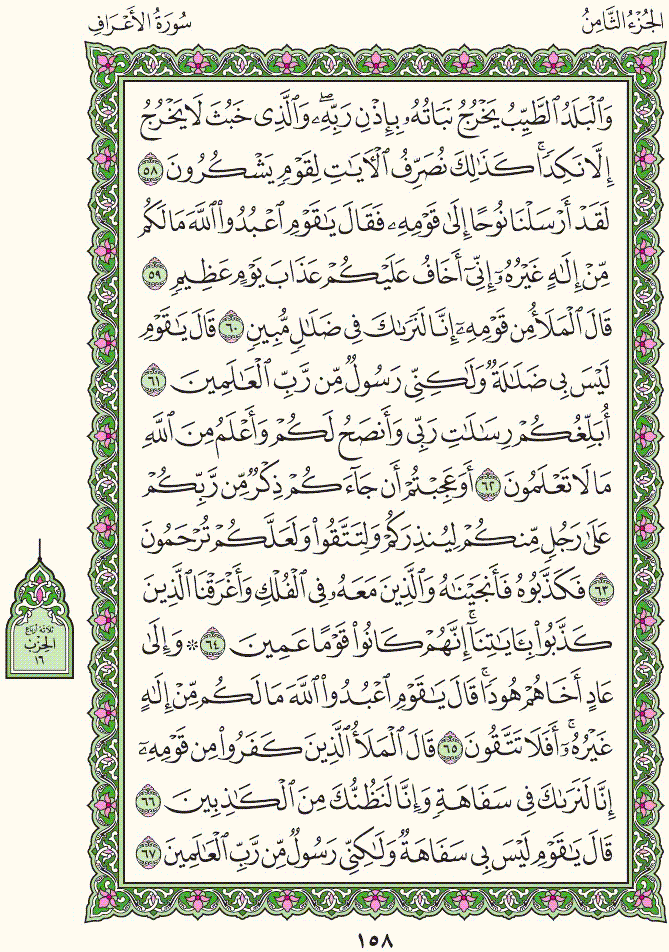 الجُزْءُ الثَّامِنُ
سُورَةُ الأَعْرَافِ
وَٱلْبَلَدُ ٱلطَّيِّبُ يَخْرُجُ نَبَاتُهُۥ بِإِذْنِ رَبِّهِۦۖ وَٱلَّذِى خَبُثَ لَا يَخْرُجُ
إِلَّا نَكِدٗاۚ كَذَٰلِكَ نُصَرِّفُ ٱلۡأٓيَٰتِ لِقَوۡمٖ يَشۡكُرُونَ ٥٨
لَقَدۡ أَرۡسَلۡنَا نُوحًا إِلَىٰ قَوۡمِهِۦ فَقَالَ يَٰقَوۡمِ ٱعۡبُدُواْ ٱللَّهَ مَا لَكُم
مِّنۡ إِلَٰهٍ غَيۡرُهُۥٓ إِنِّيٓ أَخَافُ عَلَيۡكُمۡ عَذَابَ يَوۡمٍ عَظِيمٖ ٥٩
قَالَ ٱلۡمَلَأُ مِن قَوۡمِهِۦٓ إِنَّا لَنَرَىٰكَ فِي ضَلَٰلٖ مُّبِينٖ ٦٠ قَالَ يَٰقَوۡمِ
لَيۡسَ بِي ضَلَٰلَةٞ وَلَٰكِنِّي رَسُولٞ مِّن رَّبِّ ٱلۡعَٰلَمِينَ ٦١
أُبَلِّغُكُمۡ رِسَٰلَٰتِ رَبِّي وَأَنصَحُ لَكُمۡ وَأَعۡلَمُ مِنَ ٱللَّهِ
مَا لَا تَعۡلَمُونَ ٦٢ أَوَعَجِبۡتُمۡ أَن جَآءَكُمۡ ذِكۡرٞ مِّن رَّبِّكُمۡ
عَلَىٰ رَجُلٖ مِّنكُمۡ لِيُنذِرَكُمۡ وَلِتَتَّقُواْ وَلَعَلَّكُمۡ تُرۡحَمُونَ
٦٣ فَكَذَّبُوهُ فَأَنجَيۡنَٰهُ وَٱلَّذِينَ مَعَهُۥ فِي ٱلۡفُلۡكِ وَأَغۡرَقۡنَا ٱلَّذِينَ
كَذَّبُواْ بِـَٔايَٰتِنَآۚ إِنَّهُمۡ كَانُواْ قَوۡمًا عَمِينَ ٦٤ ۞ وَإِلَىٰ
عَادٍ أَخَاهُمۡ هُودٗاۚ قَالَ يَٰقَوۡمِ ٱعۡبُدُواْ ٱللَّهَ مَا لَكُم مِّنۡ إِلَٰهٍ
غَيۡرُهُۥٓۚ أَفَلَا تَتَّقُونَ ٦٥ قَالَ ٱلۡمَلَأُ ٱلَّذِينَ كَفَرُواْ مِن قَوۡمِهِۦٓ
إِنَّا لَنَرَىٰكَ فِي سَفَاهَةٖ وَإِنَّا لَنَظُنُّكَ مِنَ ٱلۡكَٰذِبِينَ ٦٦
قَالَ يَٰقَوۡمِ لَيۡسَ بِي سَفَاهَةٞ وَلَٰكِنِّي رَسُولٞ مِّن رَّبِّ ٱلۡعَٰلَمِينَ ٦٧
ثلاثة أرباع
الحزب
١٦
١٥٨